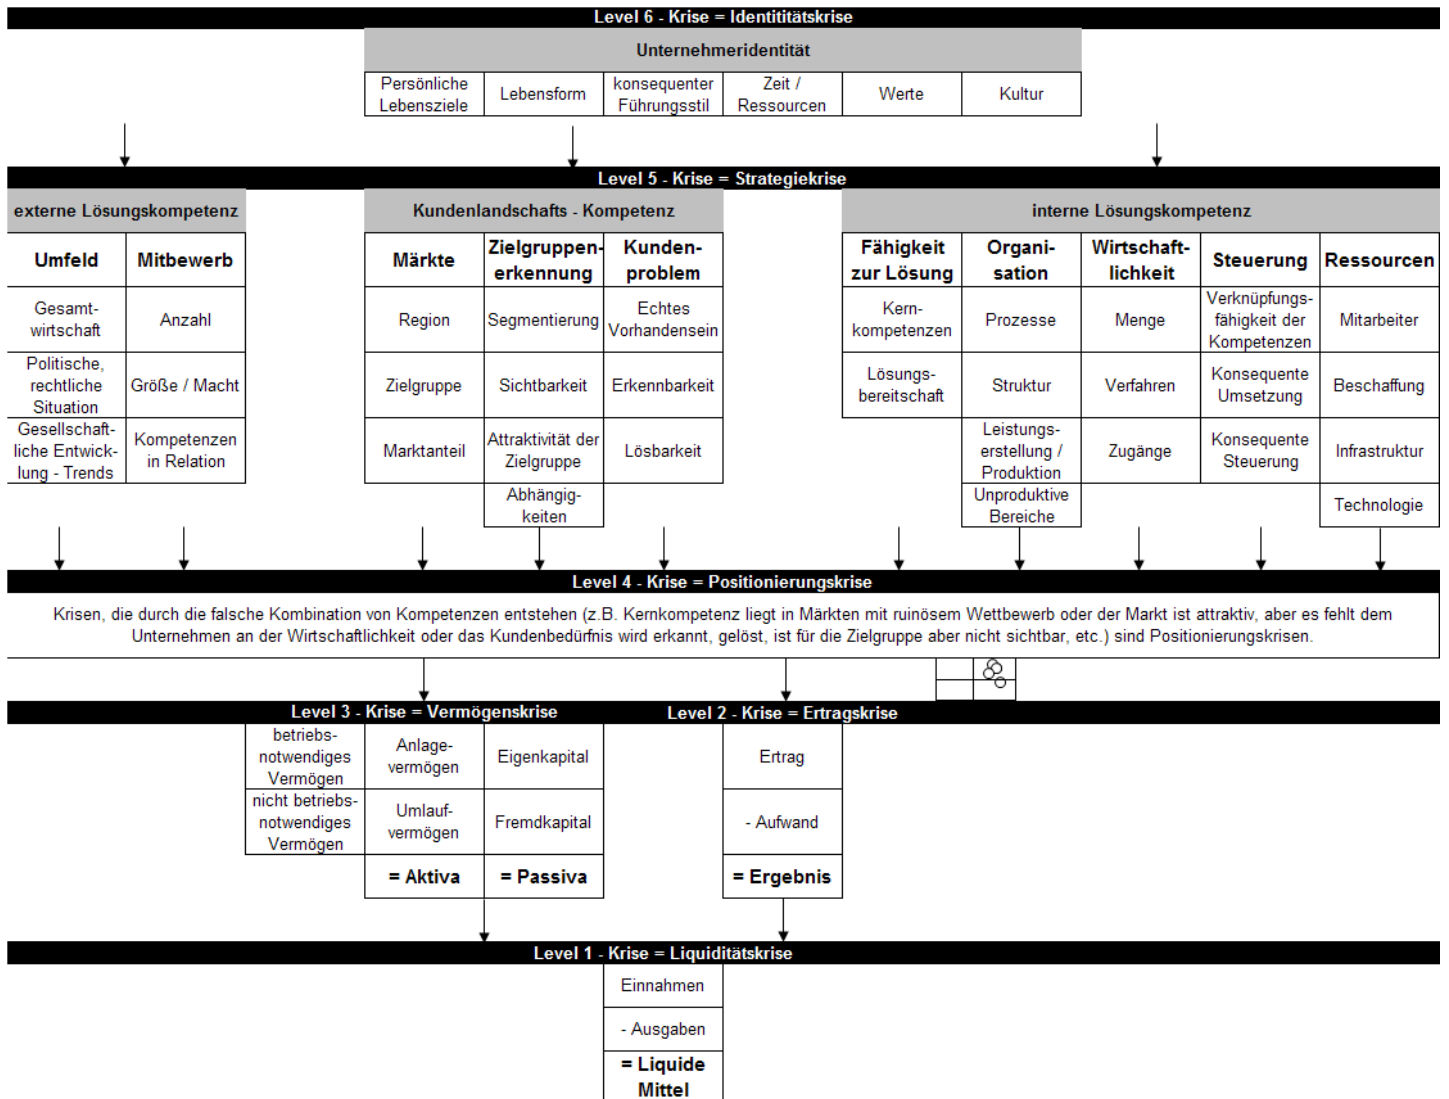 Level 6 - Krise = Identititätskrise
Unternehmeridentität
Persönliche
Lebensziele
Lebensform
konsequenter
Führungsstil
Zeit /
Ressourcen
Werte
Kultur
Level 5 - Krise = Strategiekrise
externe Lösungskompetenz
Kundenlandschafts - Kompetenz
interne Lösungskompetenz
Umfeld
Mitbewerb
Märkte
Zielgruppen-
erkennung
Kunden-
problem
Fähigkeit
zur Lösung
Organi-
sation
Wirtschaft-
lichkeit
Steuerung
Ressourcen
Gesamt-
wirtschaft
Anzahl
Region
Segmentierung
Echtes
Vorhandensein
Kern-
kompetenzen
Prozesse
Menge
Verknüpfungs-
fähigkeit der
Kompetenzen
Mitarbeiter
Politische,
rechtliche
Situation
Größe / Macht
Zielgruppe
Sichtbarkeit
Erkennbarkeit
Lösungs-
bereitschaft
Struktur
Verfahren
Konsequente
Umsetzung
Beschaffung
Gesellschaft-
liche Entwick-
lung - Trends
Kompetenzen
in Relation
Marktanteil
Attraktivität der
Zielgruppe
Lösbarkeit
Leistungs-
erstellung /
Produktion
Zugänge
Konsequente
Steuerung
Infrastruktur
Abhängig-
keiten
Unproduktive
Bereiche
Technologie
Level 4 - Krise = Positionierungskrise
Krisen, die durch die falsche Kombination von Kompetenzen entstehen (z.B. Kernkompetenz liegt in Märkten mit ruinösem Wettbewerb oder der Markt ist attraktiv, aber es fehlt dem
Unternehmen an der Wirtschaftlichkeit oder das Kundenbedürfnis wird erkannt, gelöst, ist für die Zielgruppe aber nicht sichtbar, etc.) sind Positionierungskrisen.
Level 3 - Krise = Vermögenskrise
Level 2 - Krise = Ertragskrise
betriebs-
notwendiges
Vermögen
Anlage-
vermögen
Eigenkapital
Ertrag
nicht betriebs-
notwendiges
Vermögen
Umlauf-
vermögen
Fremdkapital
- Aufwand
= Aktiva
= Passiva
= Ergebnis
Level 1 - Krise = Liquiditätskrise
Einnahmen
- Ausgaben
= Liquide
Mittel